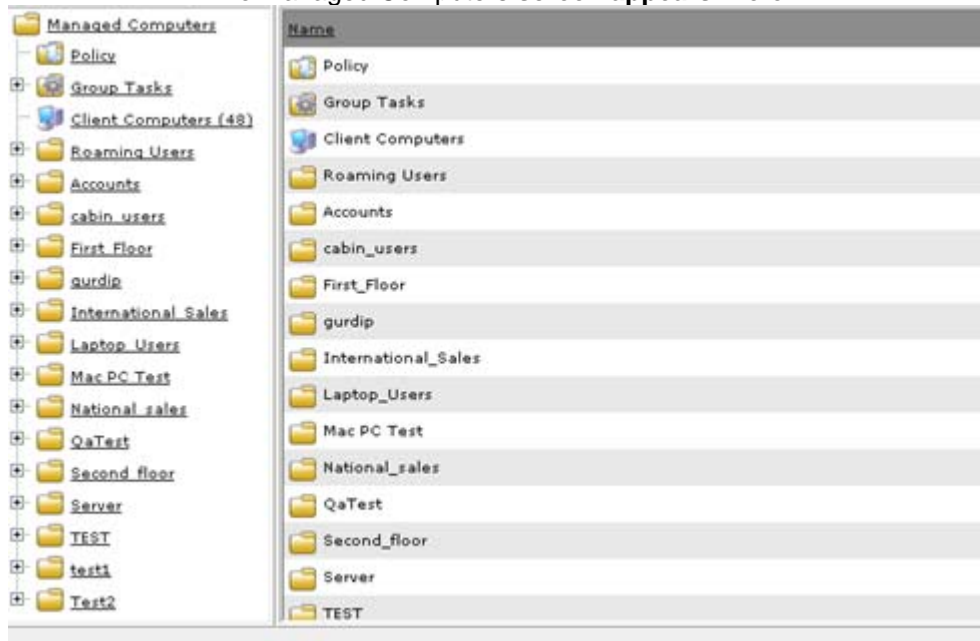 Managed Computers
Policy
Group Tasks
Client Computers (48)
Roaming Users
Accounts
cabin_users
First_Floor
gurdip
International_Sales
Laptop_Users
Mac PC Test
National_sales
QaTest
Second_floor
Server
TEST
test1
Test2
Name
Policy
Group Tasks
Client Computers
Roaming Users
Accounts
cabin_users
First_Floor
gurdip
International_Sales
Laptop_Users
Mac PC Test
National_sales
QaTest
Second_floor
Server
TEST